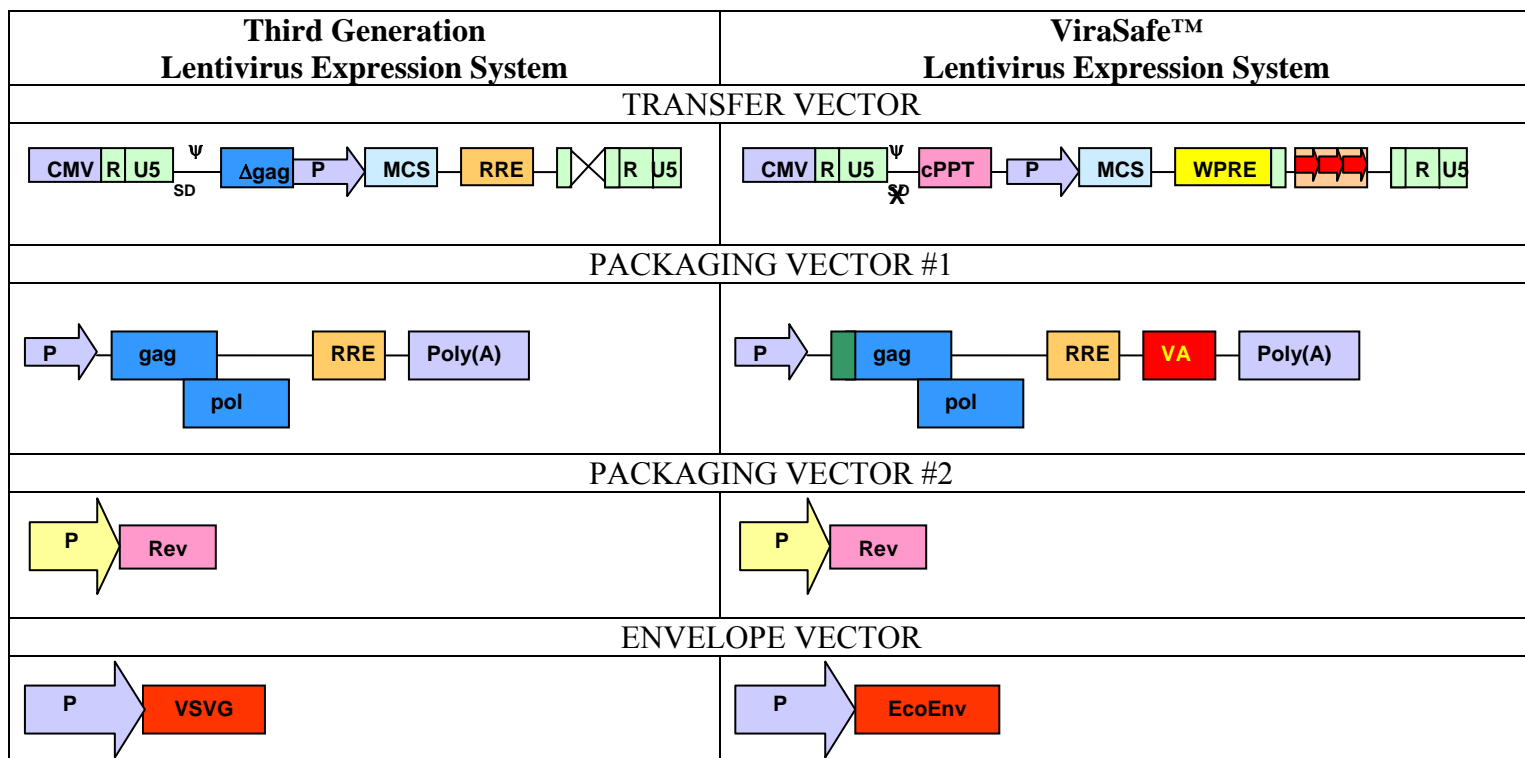 Third Generation
Lentivirus Expression System
ViraSafe™
Lentivirus Expression System
TRANSFER VECTOR
CMV R U5 Ψ SD Δgag P MCS RRE R U5
CMV R U5 Ψ SD X cPPT P MCS WPRE R U5
PACKAGING VECTOR #1
P gag RRE Poly(A)
pol
P gag RRE VA Poly(A)
pol
PACKAGING VECTOR #2
P Rev
P Rev
ENVELOPE VECTOR
P VSVG
P EcoEnv